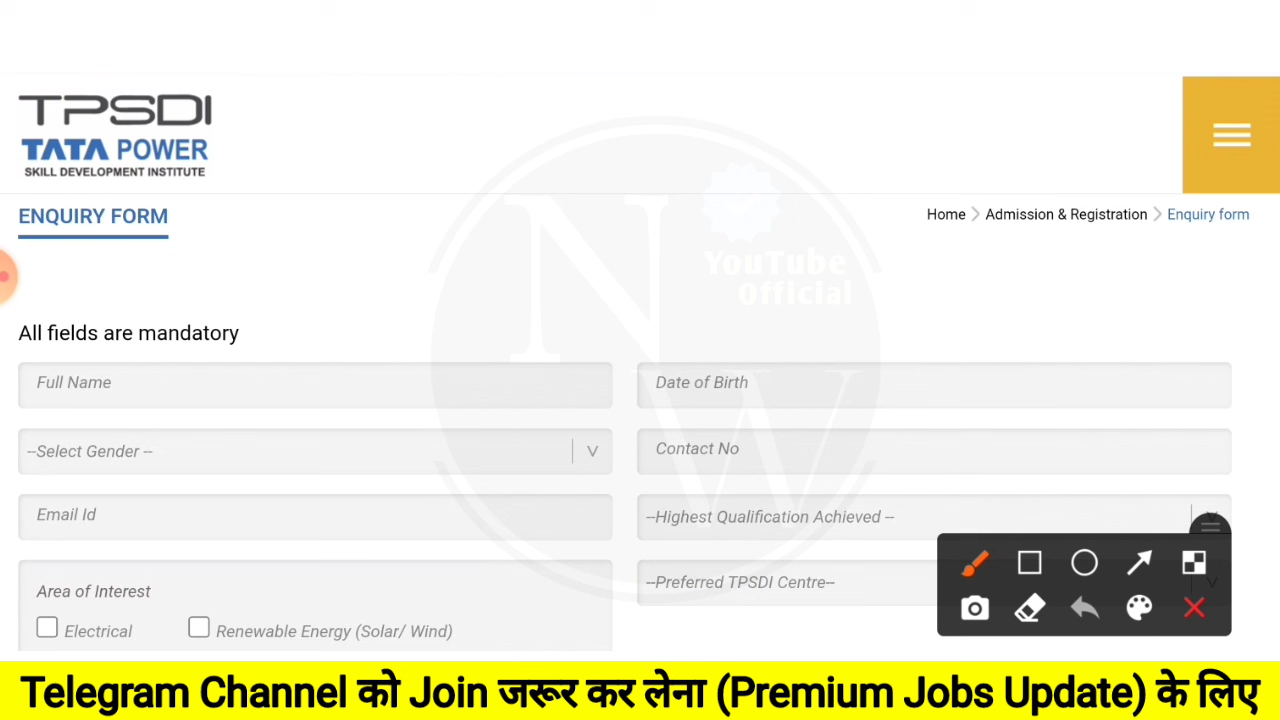 TPSDI
TATA POWER
SKILL DEVELOPMENT INSTITUTE
ENQUIRY FORM
Home > Admission & Registration > Enquiry form
YouTube
Official
N
W
All fields are mandatory
Full Name
Date of Birth
--Select Gender --
Contact No
Email Id
--Highest Qualification Achieved --
Area of Interest
--Preferred TPSDI Centre--
Electrical
Renewable Energy (Solar/ Wind)
Telegram Channel को Join जरूर कर लेना (Premium Jobs Update) के लिए